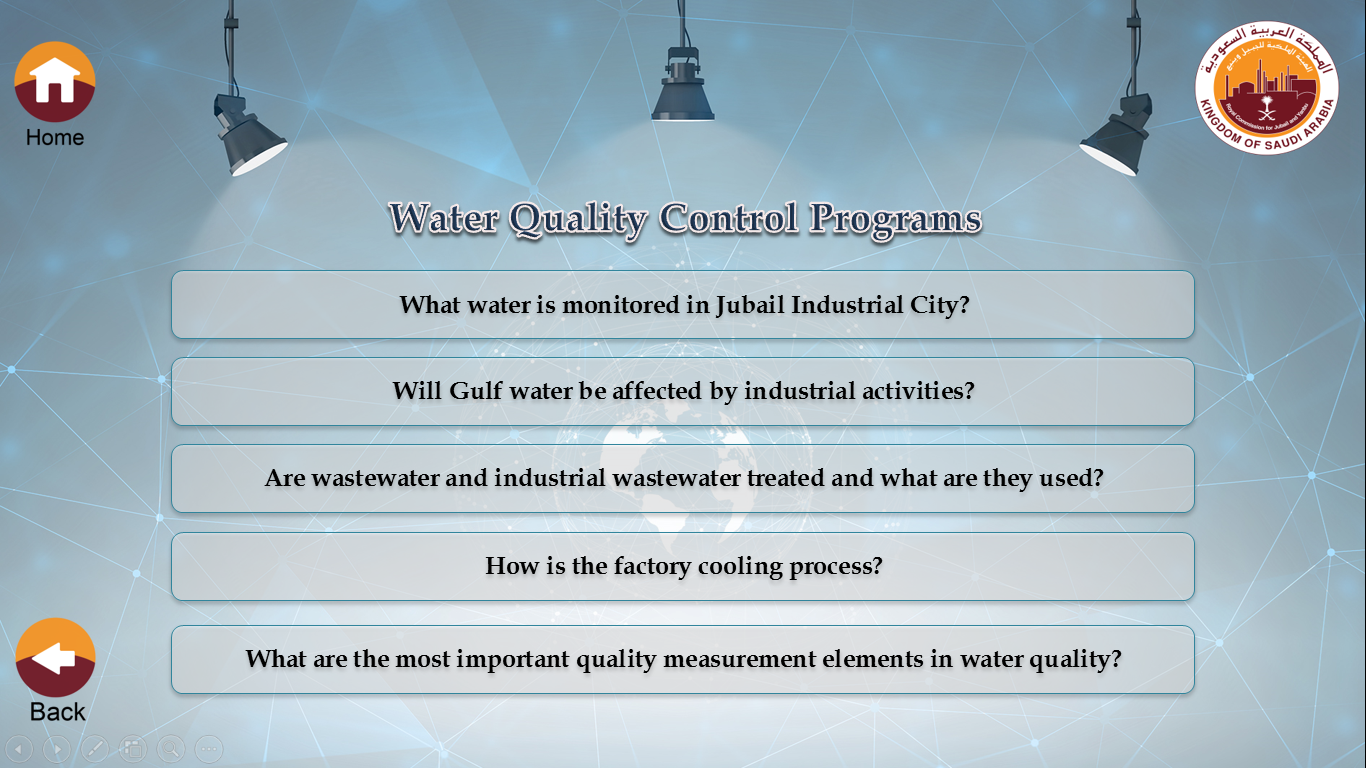 المملكة العربية السعودية
الهيئة الملكية للجبيل وينبع
Royal Commission for Jubail and Yanbu
KINGDOM OF SAUDI ARABIA
Home
Water Quality Control Programs
What water is monitored in Jubail Industrial City?
Will Gulf water be affected by industrial activities?
Are wastewater and industrial wastewater treated and what are they used?
How is the factory cooling process?
What are the most important quality measurement elements in water quality?
Back